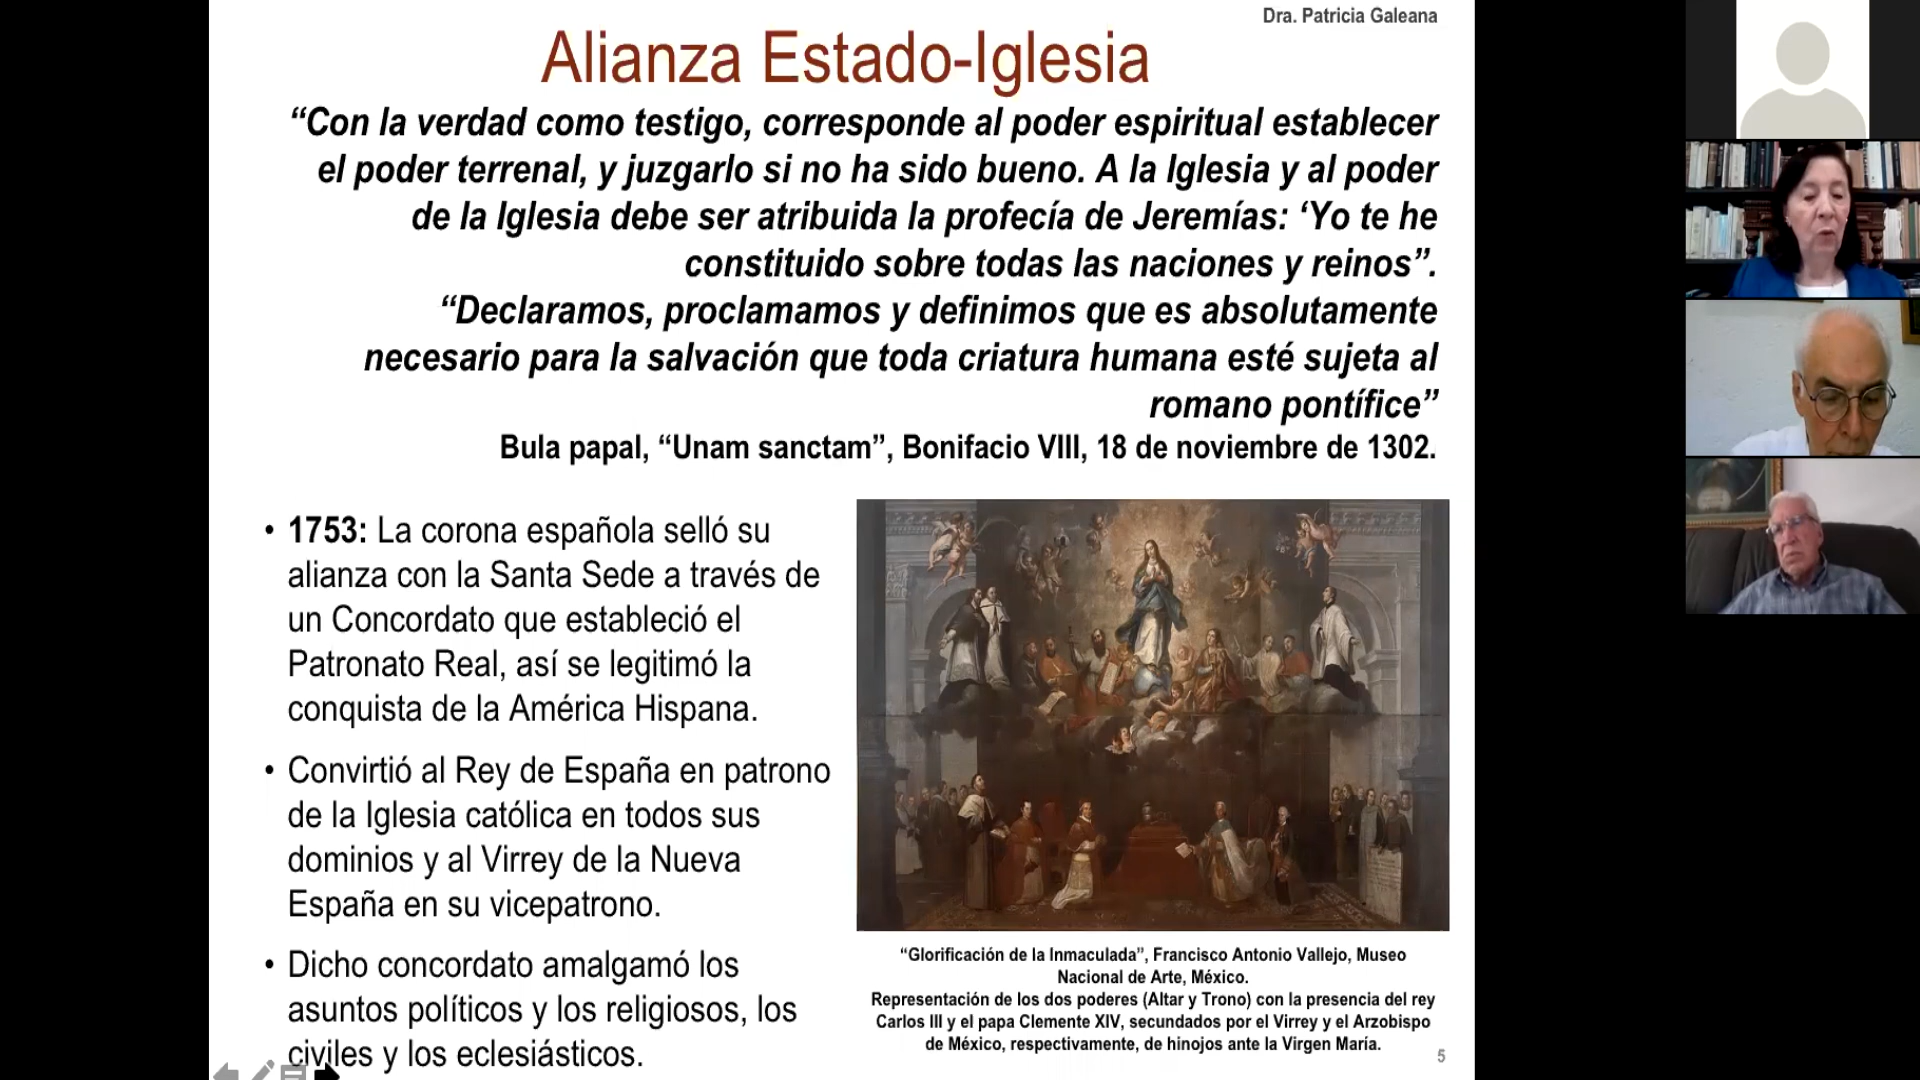 Dra. Patricia Galeana
Alianza Estado-Iglesia
“Con la verdad como testigo, corresponde al poder espiritual establecer
el poder terrenal, y juzgarlo si no ha sido bueno. A la Iglesia y al poder
de la Iglesia debe ser atribuida la profecía de Jeremías: ‘Yo te he
constituido sobre todas las naciones y reinos”.
“Declaramos, proclamamos y definimos que es absolutamente
necesario para la salvación que toda criatura humana esté sujeta al
romano pontífice”
Bula papal, “Unam sanctam”, Bonifacio VIII, 18 de noviembre de 1302.
• 1753: La corona española selló su
alianza con la Santa Sede a través de
un Concordato que estableció el
Patronato Real, así se legitimó la
conquista de la América Hispana.
• Convirtió al Rey de España en patrono
de la Iglesia católica en todos sus
dominios y al Virrey de la Nueva
España en su vicepatrono.
• Dicho concordato amalgamó los
asuntos políticos y los religiosos, los
civiles y los eclesiásticos.
“Glorificación de la Inmaculada”, Francisco Antonio Vallejo, Museo
Nacional de Arte, México.
Representación de los dos poderes (Altar y Trono) con la presencia del rey
Carlos III y el papa Clemente XIV, secundados por el Virrey y el Arzobispo
de México, respectivamente, de hinojos ante la Virgen María.
5